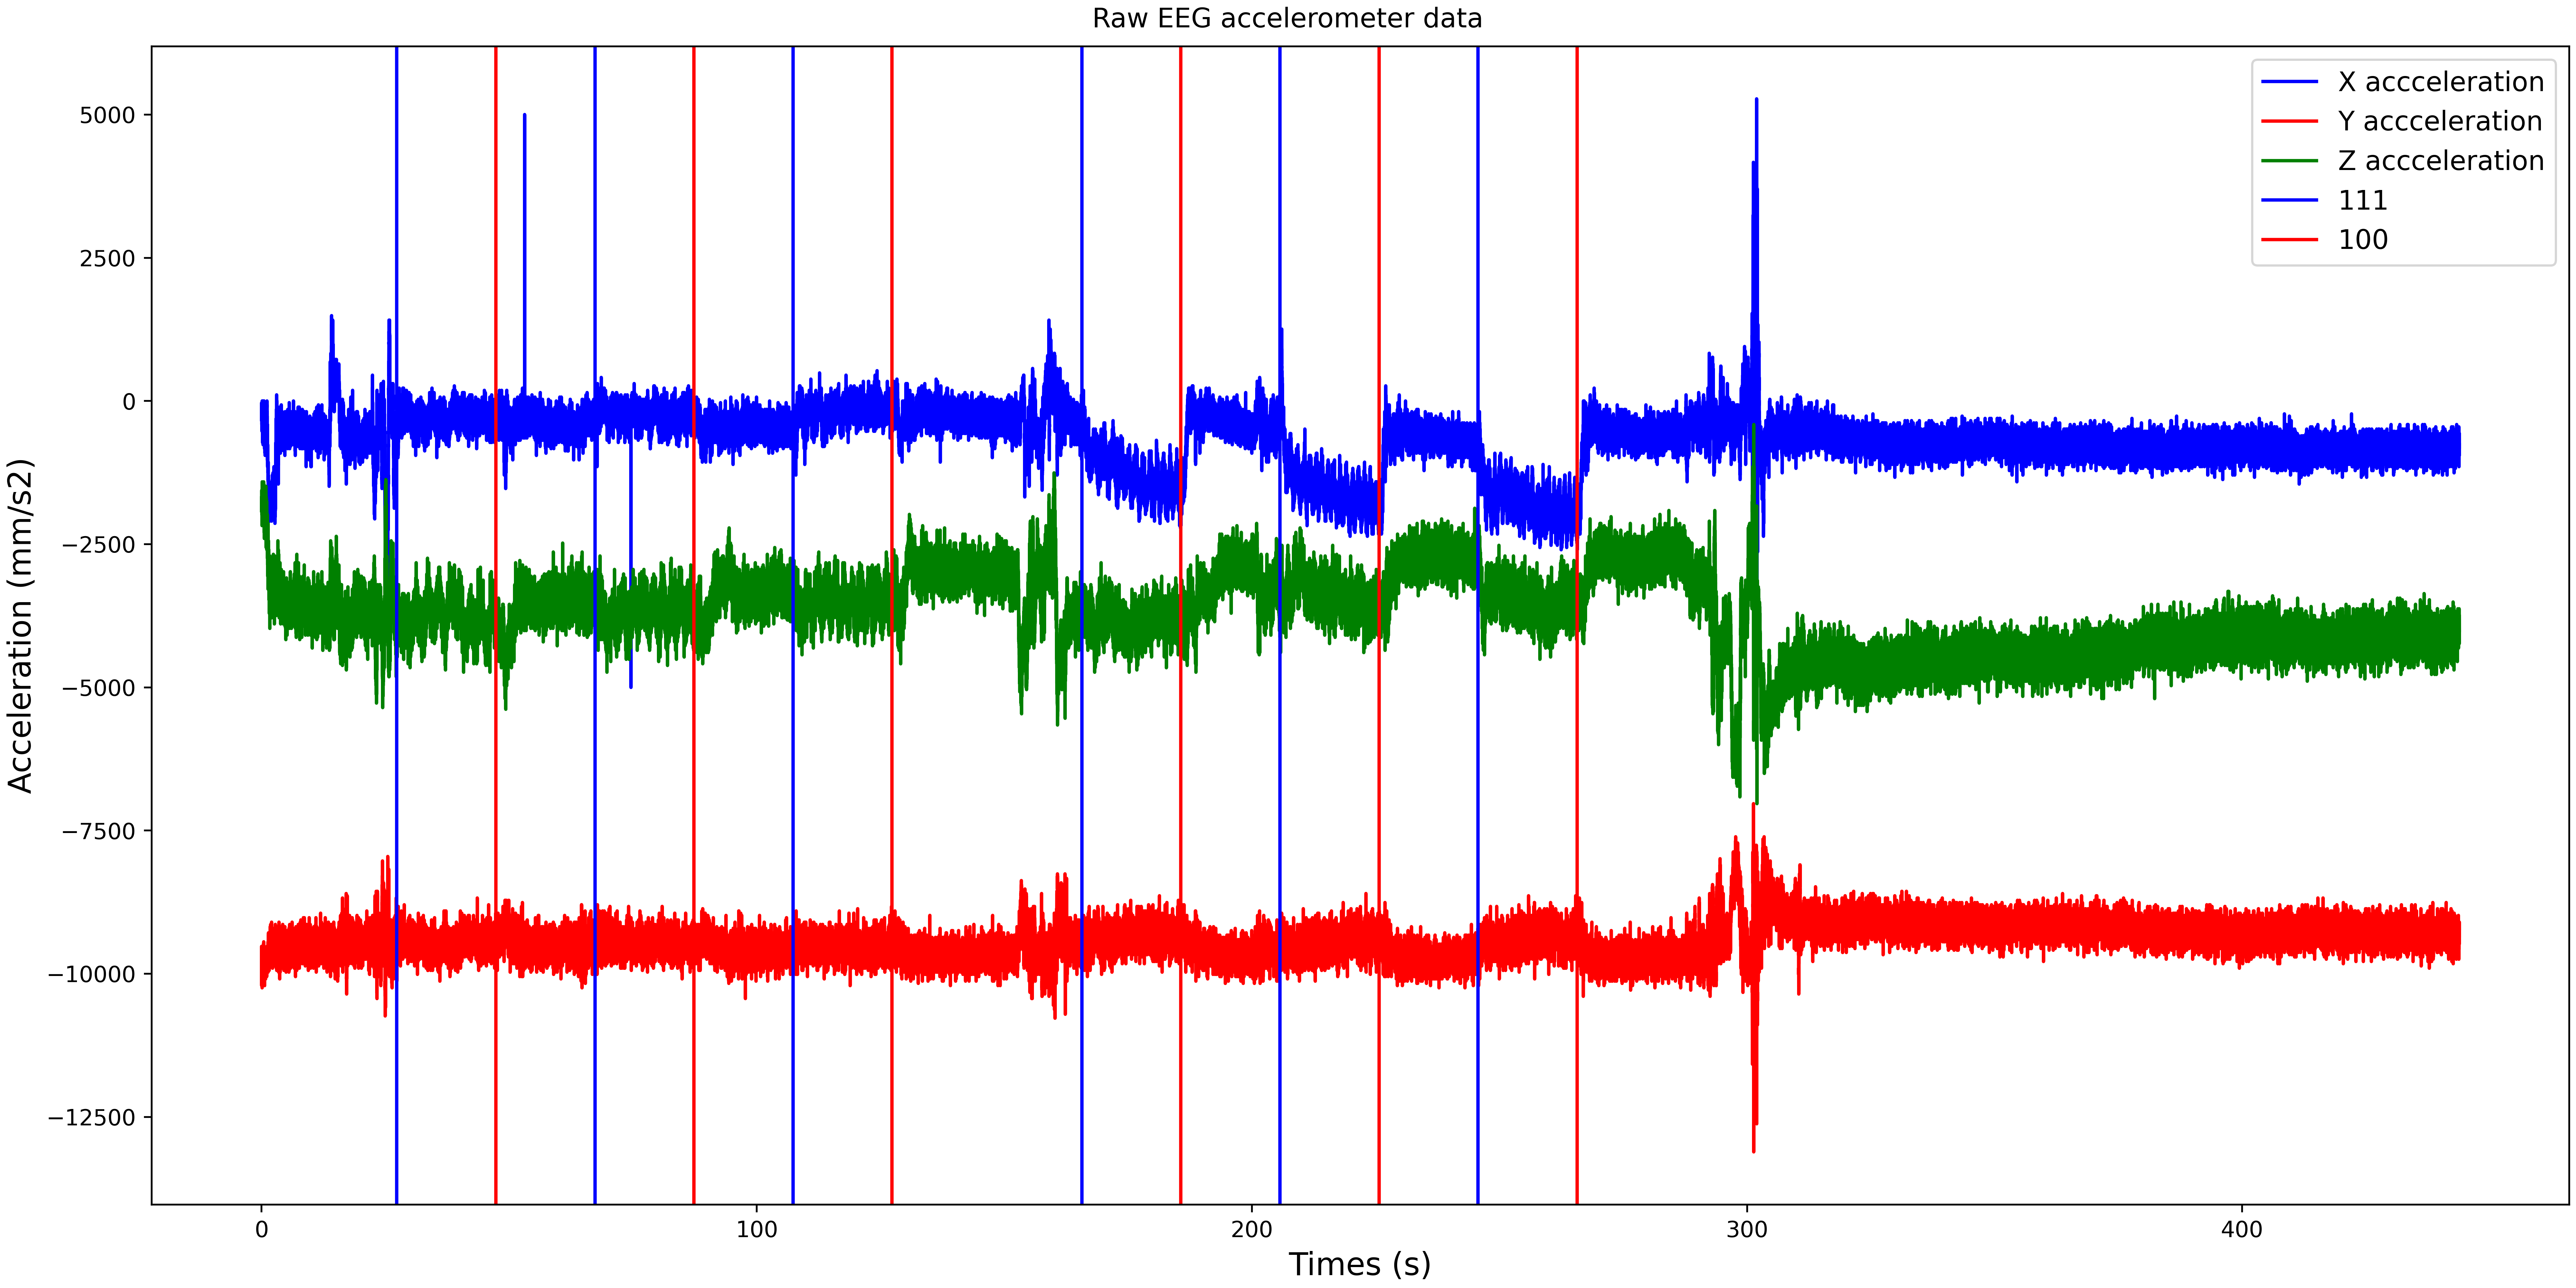 Raw EEG accelerometer data
X accceleration
Y accceleration
Z accceleration
111
100
5000
2500
0
−2500
−5000
−7500
−10000
−12500
Acceleration (mm/s2)
0 100 200 300 400
Times (s)